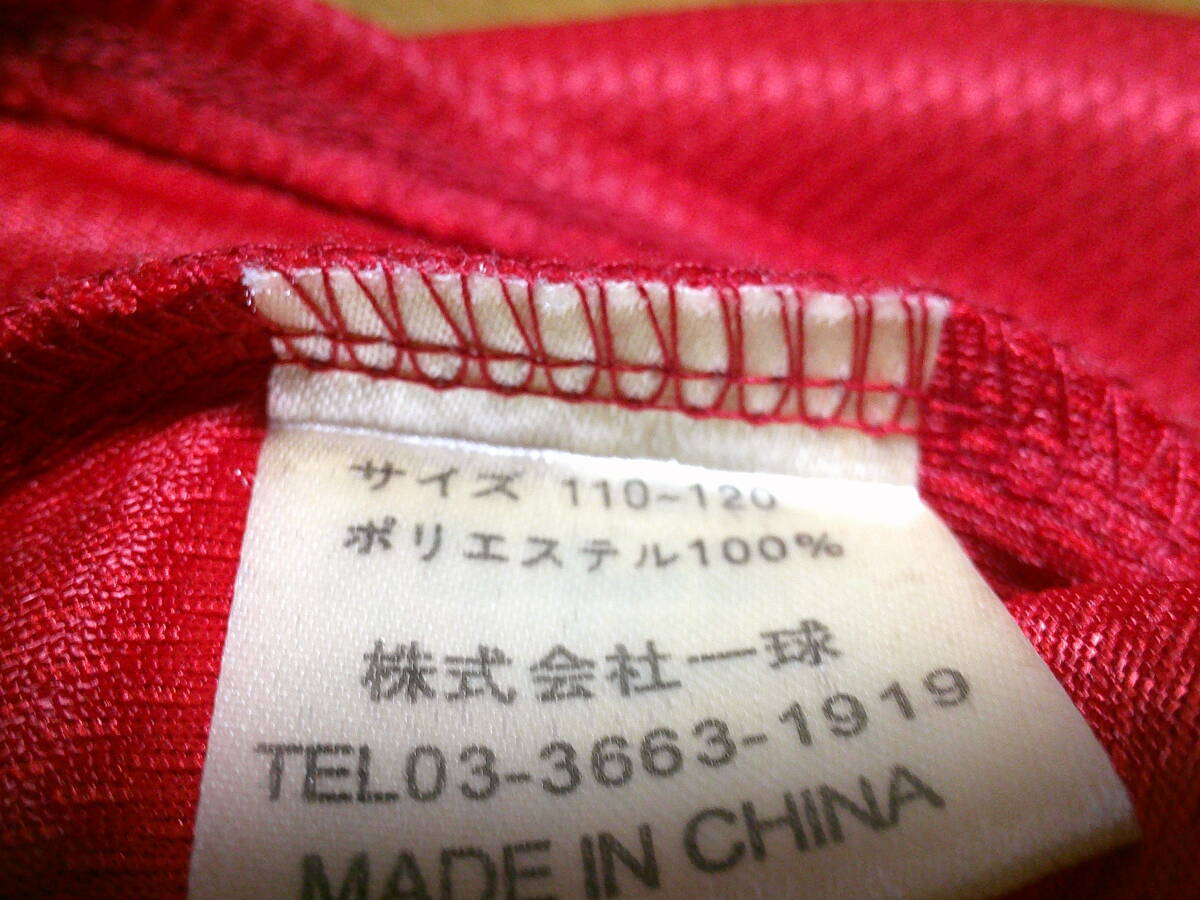 サイズ 110~120
ポリエステル100%
株式会社一球
TEL03-3663-1919
MADE IN CHINA